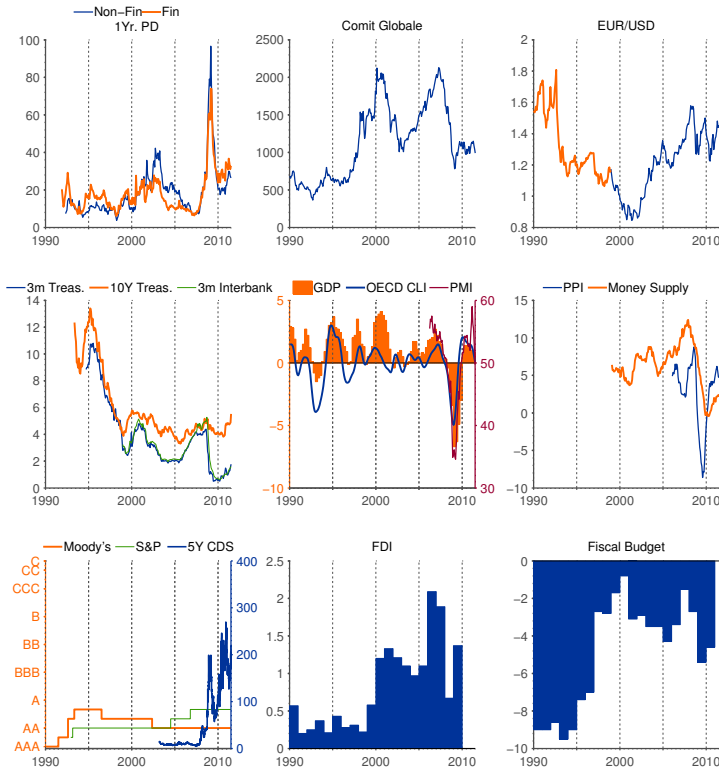 Non−Fin Fin
1Yr. PD
Comit Globale
EUR/USD
100
80
60
40
20
0
1990 2000 2010
2500
2000
1500
1000
500
0
1990 2000 2010
2
1.8
1.6
1.4
1.2
1
0.8
1990 2000 2010
3m Treas. 10Y Treas. 3m Interbank
14
12
10
8
6
4
2
0
1990 2000 2010
GDP OECD CLI PMI
5
0
−5
−10
60
50
40
30
1990 2000 2010
PPI Money Supply
15
10
5
0
−5
−10
1990 2000 2010
Moody's S&P 5Y CDS
C
CC
CCC
B
BB
BBB
A
AA
AAA
400
300
200
100
0
1990 2000 2010
FDI
2.5
2
1.5
1
0.5
0
1990 2000 2010
Fiscal Budget
0
−2
−4
−6
−8
−10
1990 2000 2010